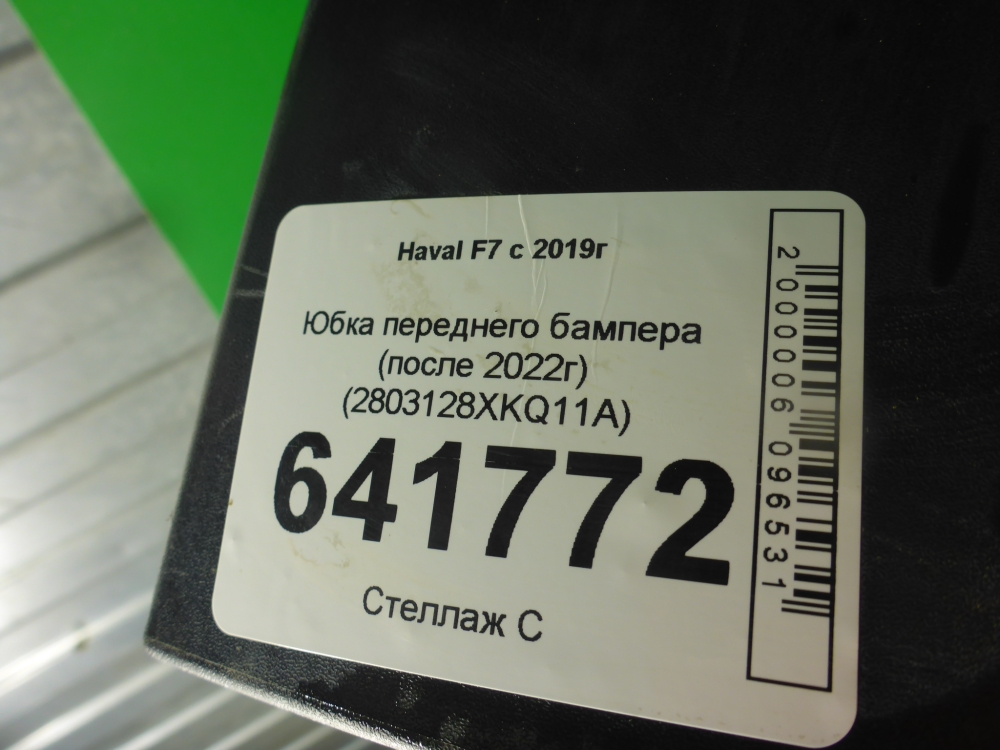 Haval F7 с 2019г
Юбка переднего бампера
(после 2022г)
(2803128XKQ11A)
641772
Стеллаж С
2 000006 096531